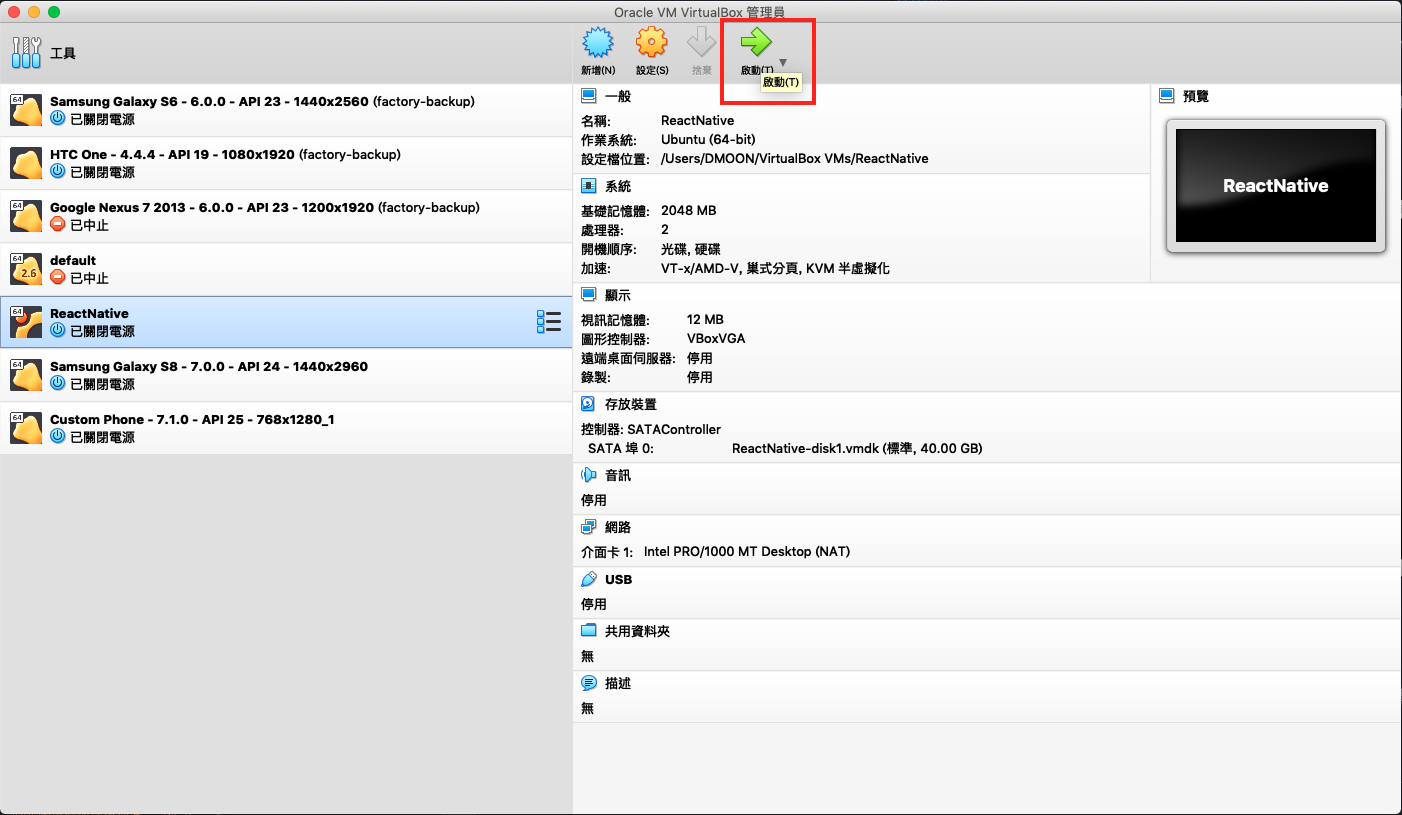 Oracle VM VirtualBox 管理員
工具
新增(N)
設定(S)
捨棄
啟動(T)
啟動(T)
64
Samsung Galaxy S6 - 6.0.0 - API 23 - 1440x2560 (factory-backup)
已關閉電源
HTC One - 4.4.4 - API 19 - 1080x1920 (factory-backup)
已關閉電源
64
Google Nexus 7 2013 - 6.0.0 - API 23 - 1200x1920 (factory-backup)
已中止
64
2.6
default
已中止
64
ReactNative
已關閉電源
64
Samsung Galaxy S8 - 7.0.0 - API 24 - 1440x2960
已關閉電源
64
Custom Phone - 7.1.0 - API 25 - 768x1280_1
已關閉電源
一般
名稱: ReactNative
作業系統: Ubuntu (64-bit)
設定檔位置: /Users/DMOON/VirtualBox VMs/ReactNative
預覽
ReactNative
系統
基礎記憶體: 2048 MB
處理器: 2
開機順序: 光碟, 硬碟
加速: VT-x/AMD-V, 巢式分頁, KVM 半虛擬化
顯示
視訊記憶體: 12 MB
圖形控制器: VBoxVGA
遠端桌面伺服器: 停用
錄製: 停用
存放裝置
控制器: SATAController
SATA 埠 0: ReactNative-disk1.vmdk (標準, 40.00 GB)
音訊
停用
網路
介面卡 1: Intel PRO/1000 MT Desktop (NAT)
USB
停用
共用資料夾
無
描述
無